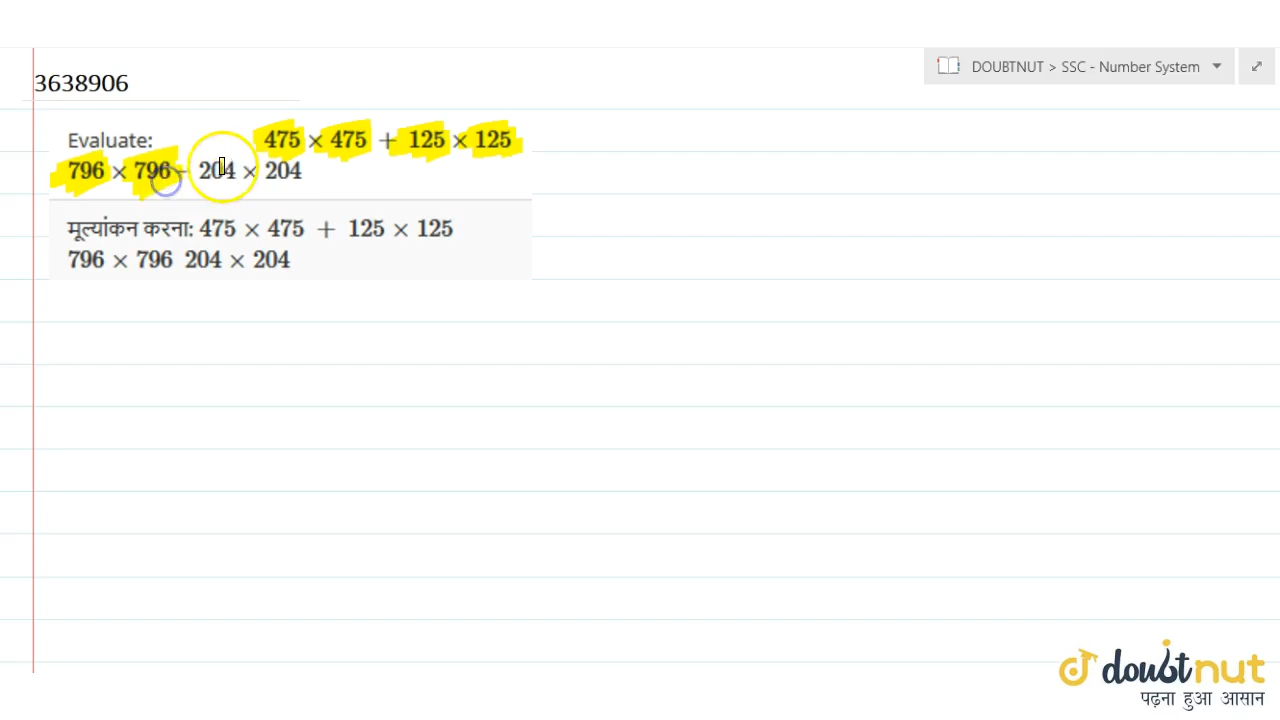 DOUBTNUT > SSC - Number System
3638906
Evaluate: 475 × 475 + 125 × 125
796 × 796 - 204 × 204
मूल्यांकन करना: 475 × 475 + 125 × 125
796 × 796 204 × 204
doubtnut
पढ़ना हुआ आसान